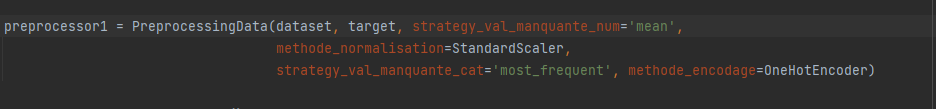 preprocessor1 = PreprocessingData(dataset, target, strategy_val_manquante_num='mean',
methode_normalisation=StandardScaler,
strategy_val_manquante_cat='most_frequent', methode_encodage=OneHotEncoder)